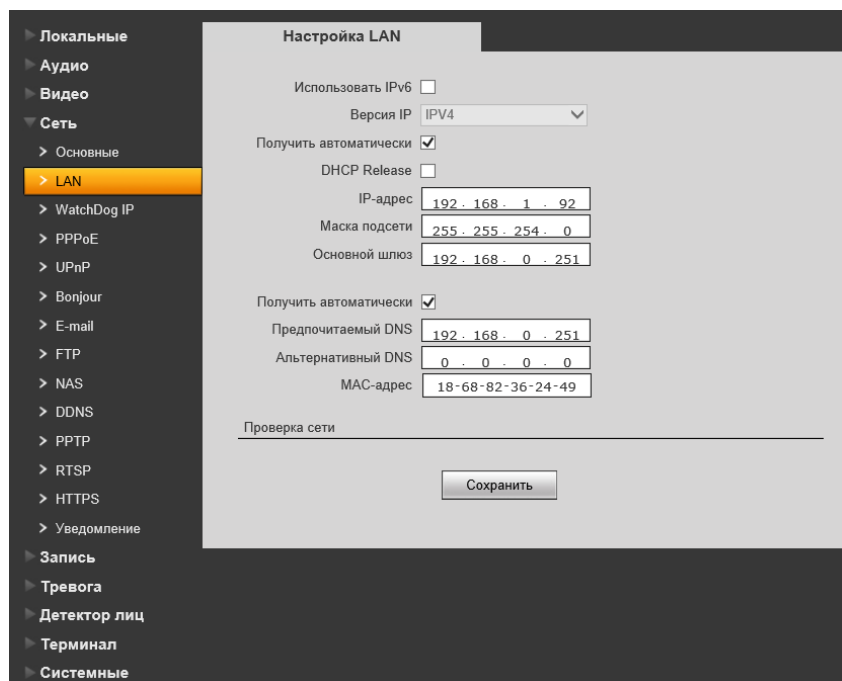 Локальные
Аудио
Видео
Сеть
Основные
LAN
WatchDog IP
PPPoE
UPnP
Bonjour
E-mail
FTP
NAS
DDNS
PPTP
RTSP
HTTPS
Уведомление
Запись
Тревога
Детектор лиц
Терминал
Системные
Настройка LAN
Использовать IPv6
Версия IP IPV4
Получить автоматически
DHCP Release
IP-адрес 192 . 168 . 1 . 92
Маска подсети 255 . 255 . 254 . 0
Основной шлюз 192 . 168 . 0 . 251
Получить автоматически
Предпочитаемый DNS 192 . 168 . 0 . 251
Альтернативный DNS 0 . 0 . 0 . 0
MAC-адрес 18-68-82-36-24-49
Проверка сети
Сохранить